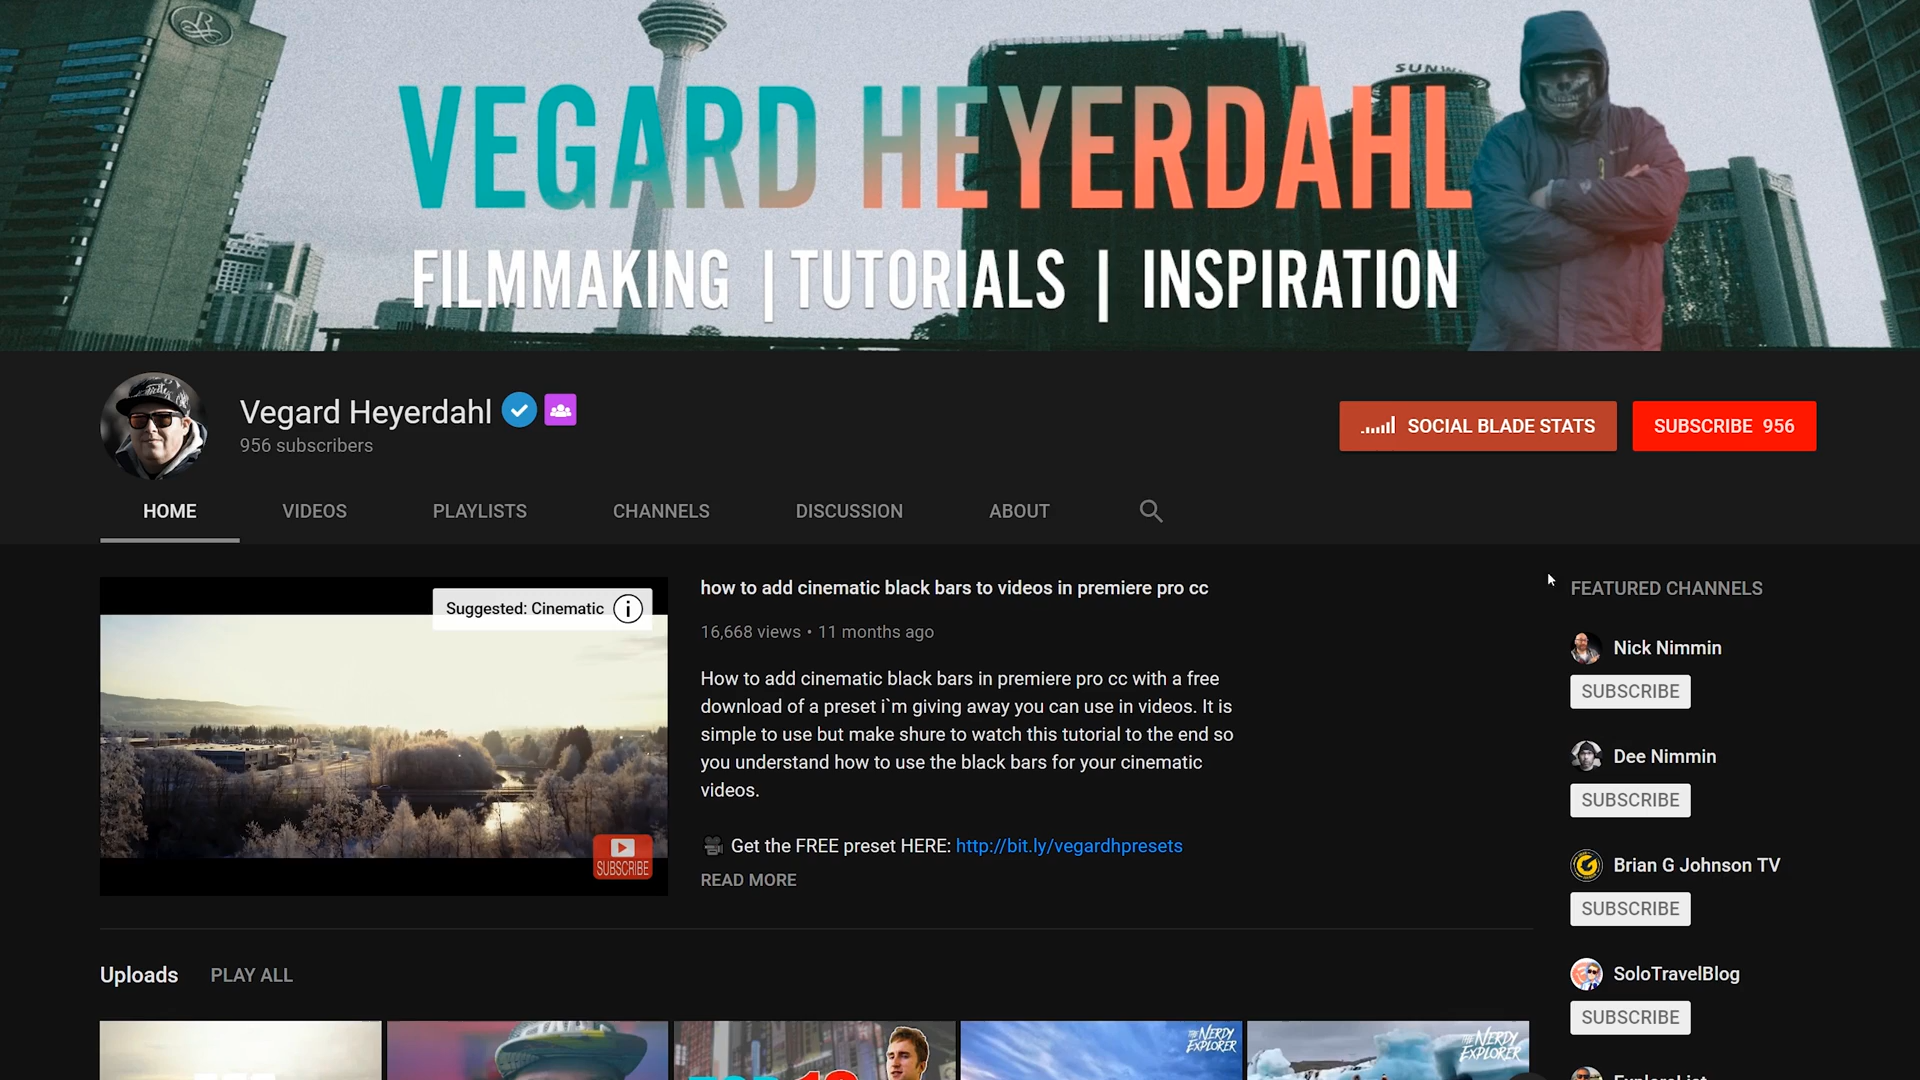 SUNW
VEGARD HEYERDAHL
FILMMAKING | TUTORIALS | INSPIRATION
Vegard Heyerdahl
956 subscribers
SOCIAL BLADE STATS
SUBSCRIBE 956
HOME VIDEOS PLAYLISTS CHANNELS DISCUSSION ABOUT
Suggested: Cinematic
SUBSCRIBE
how to add cinematic black bars to videos in premiere pro cc
16,668 views • 11 months ago
How to add cinematic black bars in premiere pro cc with a free
download of a preset i`m giving away you can use in videos. It is
simple to use but make shure to watch this tutorial to the end so
you understand how to use the black bars for your cinematic
videos.
Get the FREE preset HERE: http://bit.ly/vegardhpresets
READ MORE
FEATURED CHANNELS
Nick Nimmin
SUBSCRIBE
Dee Nimmin
SUBSCRIBE
Brian G Johnson TV
SUBSCRIBE
SoloTravelBlog
SUBSCRIBE
Uploads PLAY ALL
THE NERDY
EXPLORER
THE NERDY
EXPLORER